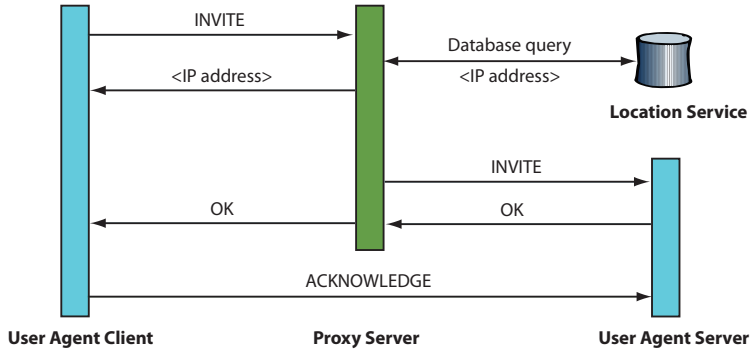 INVITE
Database query
<IP address>
<IP address>
Location Service
INVITE
OK
OK
ACKNOWLEDGE
User Agent Client
Proxy Server
User Agent Server